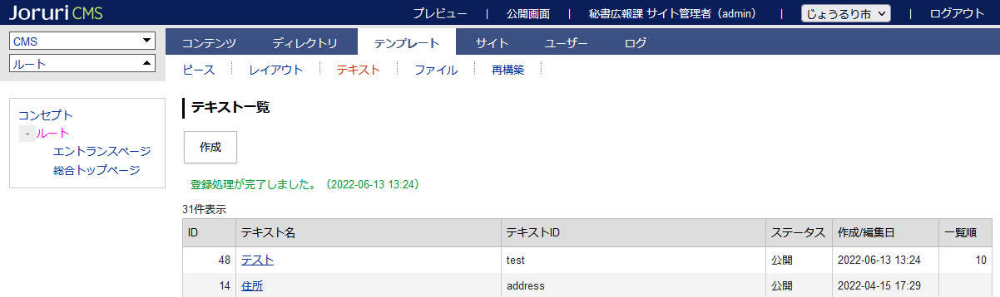 Joruri CMS
プレビュー | 公開画面 | 秘書広報課 サイト管理者（admin） | じょうるり市 | ログアウト
CMS
ルート
コンテンツ ディレクトリ テンプレート サイト ユーザー ログ
ピース レイアウト テキスト ファイル 再構築
コンセプト
- ルート
エントランスページ
総合トップページ
テキスト一覧
作成
登録処理が完了しました。（2022-06-13 13:24）
31件表示
ID テキスト名 テキストID ステータス 作成/編集日 一覧順
48 テスト test 公開 2022-06-13 13:24 10
14 住所 address 公開 2022-04-15 17:29